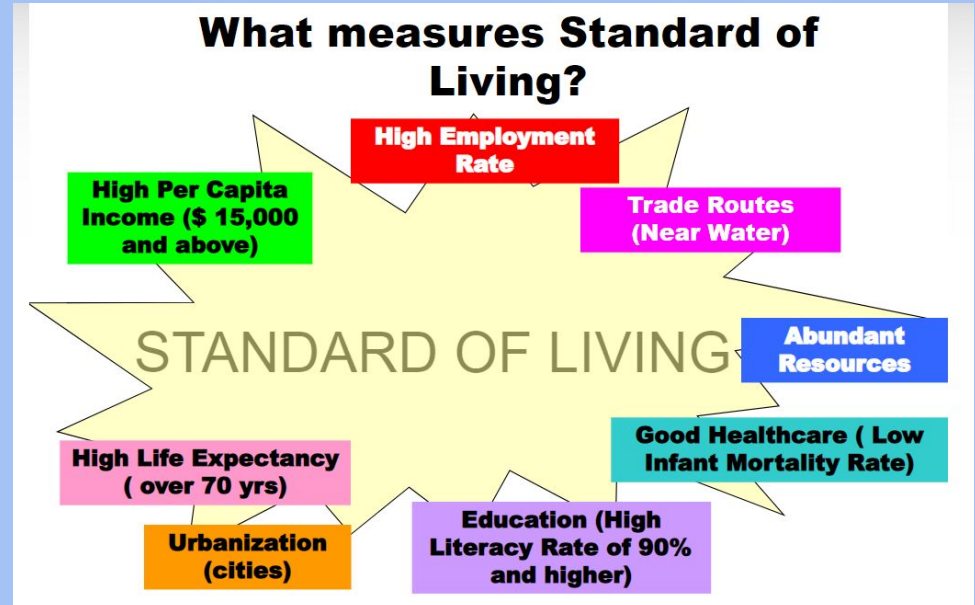 What measures Standard of
Living?
High Employment
Rate
High Per Capita
Income ($ 15,000
and above)
Trade Routes
(Near Water)
STANDARD OF LIVING
Abundant
Resources
Good Healthcare ( Low
Infant Mortality Rate)
High Life Expectancy
( over 70 yrs)
Education (High
Literacy Rate of 90%
and higher)
Urbanization
(cities)